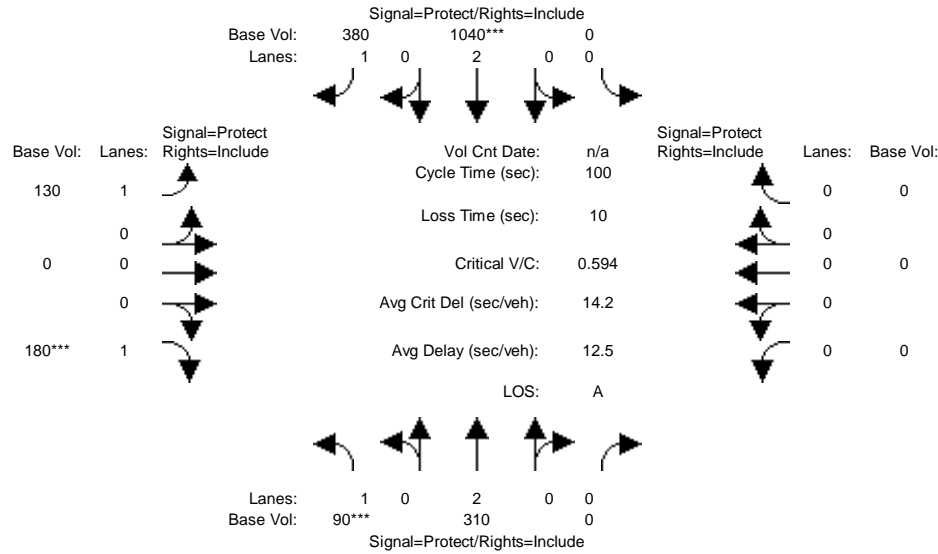 Signal=Protect/Rights=Include
Base Vol: 380 1040*** 0
Lanes: 1 0 2 0 0
Signal=Protect
Base Vol: Lanes: Rights=Include
Vol Cnt Date: n/a
Signal=Protect
Rights=Include Lanes: Base Vol:
Cycle Time (sec): 100
130 1
0 0
Loss Time (sec): 10
0
0
0 0
Critical V/C: 0.594
0 0
0
Avg Crit Del (sec/veh): 14.2
0
180*** 1
Avg Delay (sec/veh): 12.5
0 0
LOS: A
Lanes: 1 0 2 0 0
Base Vol: 90*** 310 0
Signal=Protect/Rights=Include